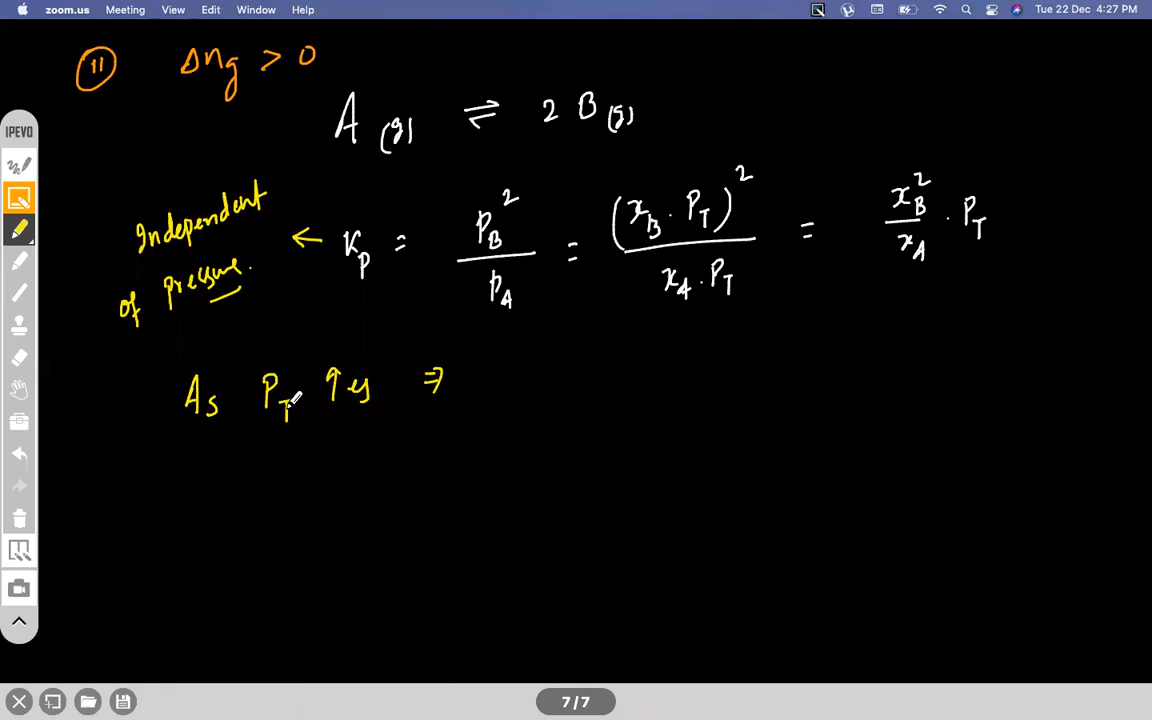 zoom.us Meeting View Edit Window Help Tue 22 Dec 4:27 PM
(11) Δng > 0
A (g) ⇌ 2 B (g)
IPEVO
Independent of pressure. ← Kp = pB² / pA = (xB . PT)² / xA . PT = xB² / xA . PT
As PT ↑es ⇒
7/7